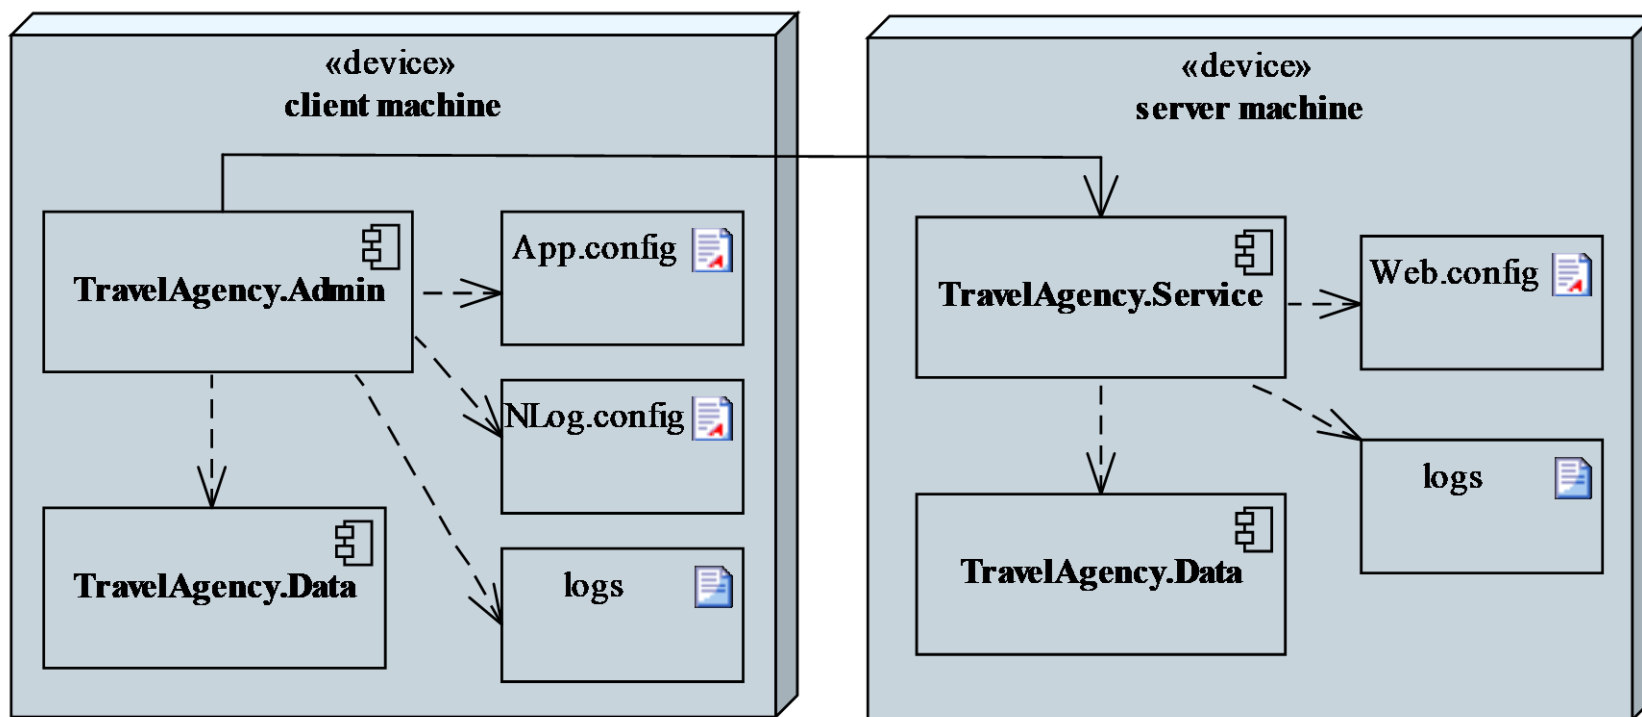 «device»
client machine
TravelAgency.Admin
App.config
NLog.config
TravelAgency.Data
logs
«device»
server machine
TravelAgency.Service
Web.config
logs
TravelAgency.Data